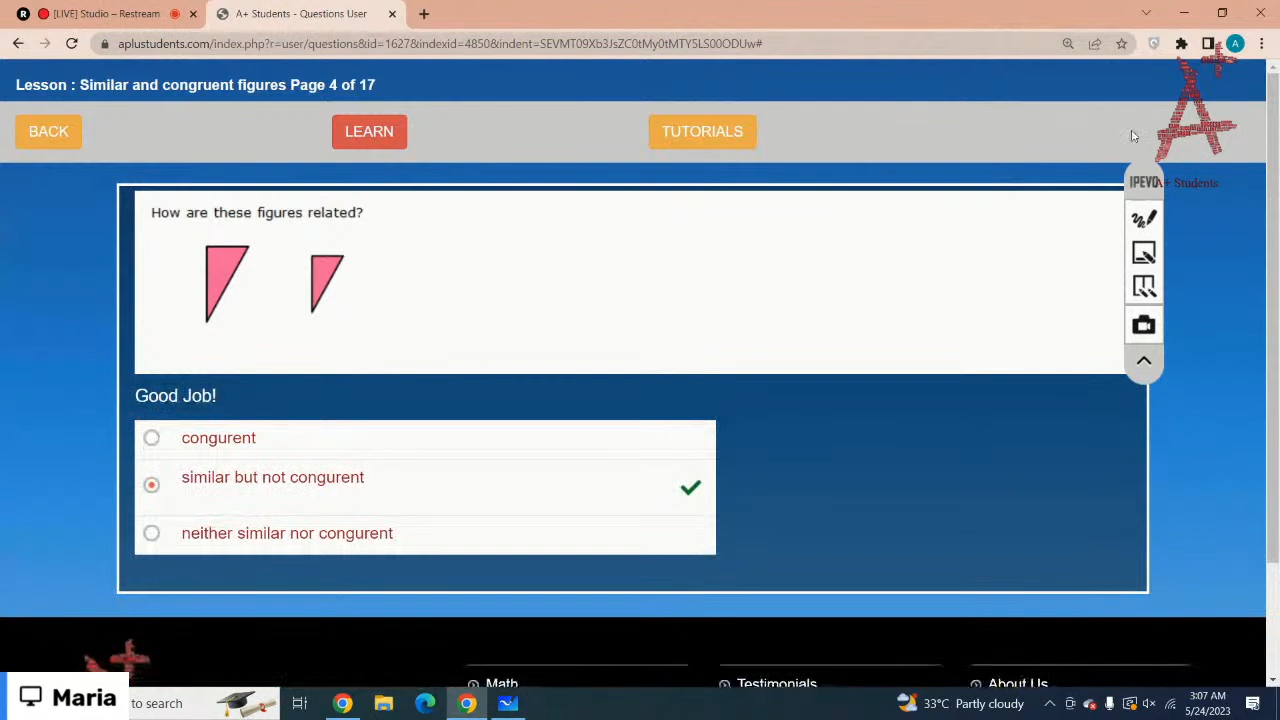 [LIVE] Studio – Restream
A+ Students - Questions User
aplustudents.com/index.php?r=user/questions&id=1627&indexid=4850&indent=SEVMT09Xb3JsZC0tMy0tMTY5LS00ODUw#
Lesson : Similar and congruent figures Page 4 of 17
BACK
LEARN
TUTORIALS
A+
IPEVO
A+ Students
How are these figures related?
Good Job!
congurent
similar but not congurent
neither similar nor congurent
Math
Testimonials
About Us
Maria
to search
33°C Partly cloudy
3:07 AM
5/24/2023